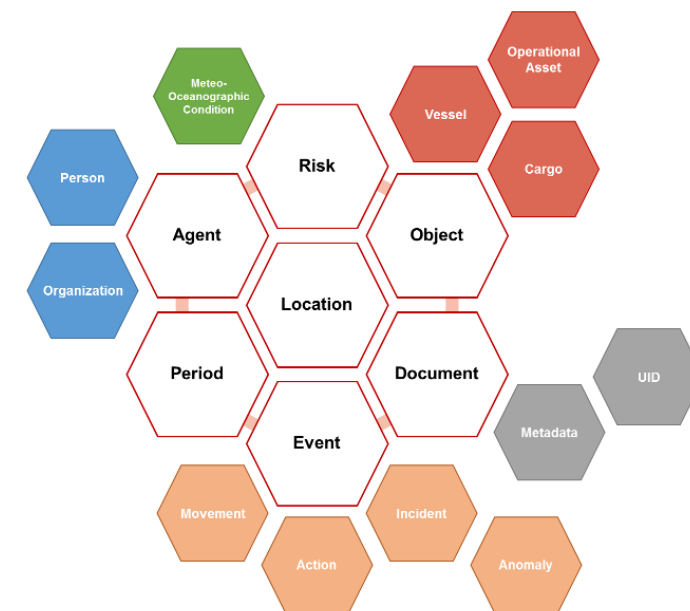 Operational
Asset
Meteo-
Oceanographic
Condition
Vessel
Risk
Cargo
Person
Agent
Object
Organization
Location
Period
Document
UID
Metadata
Event
Movement
Incident
Action
Anomaly